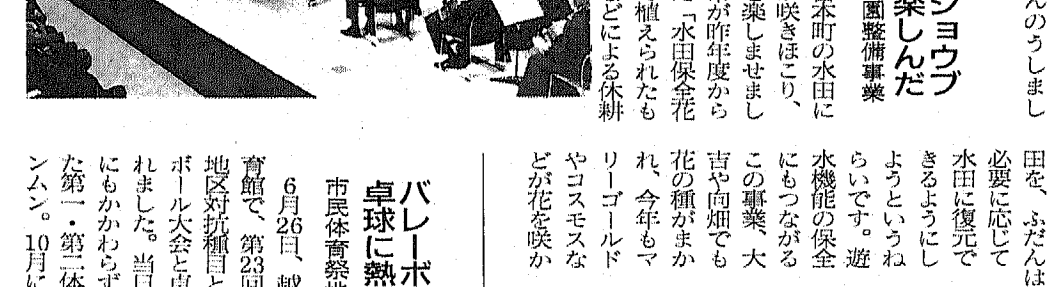 んのうしまし
ショウブ
楽しんだ
園整備事業
本町の水田に
咲きほこり、
楽しませまし
が昨年度から
「水田保全花
植えられたも
どによる休耕
田を、ふだんは
必要に応じて
水田に復元で
きるようにし
ようというね
らいです。遊
水機能の保全
にもつながる
この事業、大
吉や向畑でも
花の種がまか
れ、今年もマ
リーゴールド
やコスモスな
どが花を咲か
バレーボ
卓球に熱
市民体育祭地
6月26日、越
育館で、第23回
地区対抗種目と
ボール大会と卓
れました。当日
にもかかわらず
た第一・第二体
ンムン。10月に